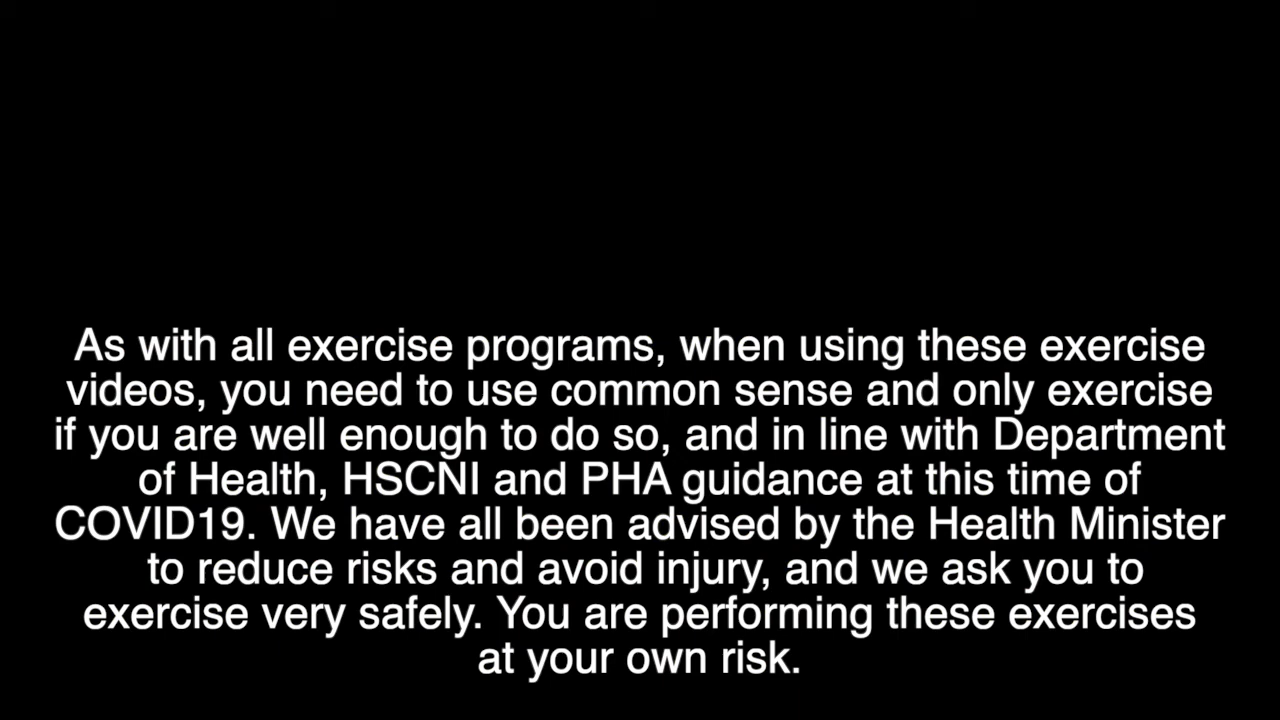 As with all exercise programs, when using these exercise
videos, you need to use common sense and only exercise
if you are well enough to do so, and in line with Department
of Health, HSCNI and PHA guidance at this time of
COVID19. We have all been advised by the Health Minister
to reduce risks and avoid injury, and we ask you to
exercise very safely. You are performing these exercises
at your own risk.